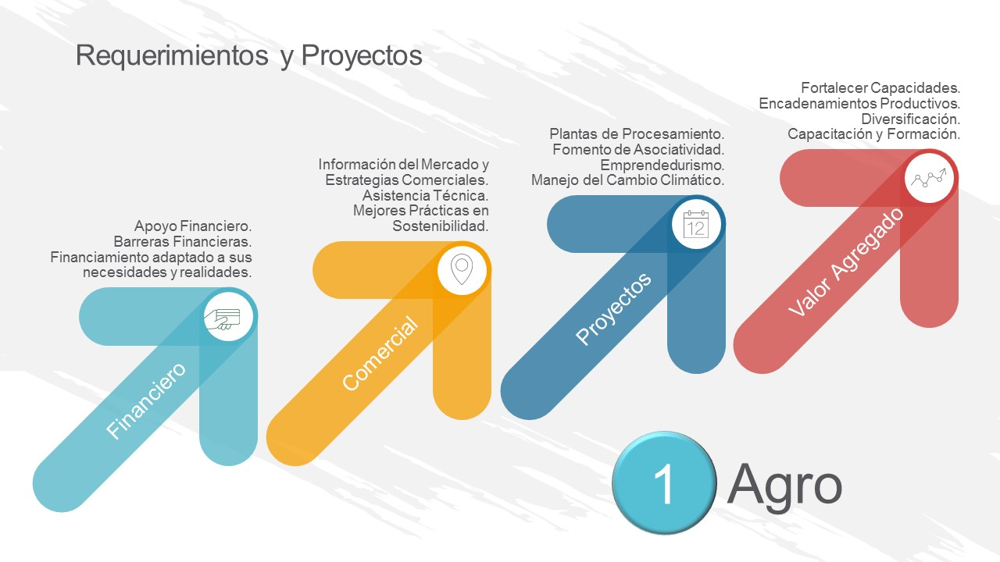 Requerimientos y Proyectos
Apoyo Financiero.
Barreras Financieras.
Financiamiento adaptado a sus
necesidades y realidades.
Financiero
Información del Mercado y
Estrategias Comerciales.
Asistencia Técnica.
Mejores Prácticas en
Sostenibilidad.
Comercial
Plantas de Procesamiento.
Fomento de Asociatividad.
Emprendedurismo.
Manejo del Cambio Climático.
12
Proyectos
Fortalecer Capacidades.
Encadenamientos Productivos.
Diversificación.
Capacitación y Formación.
Valor Agregado
1 Agro